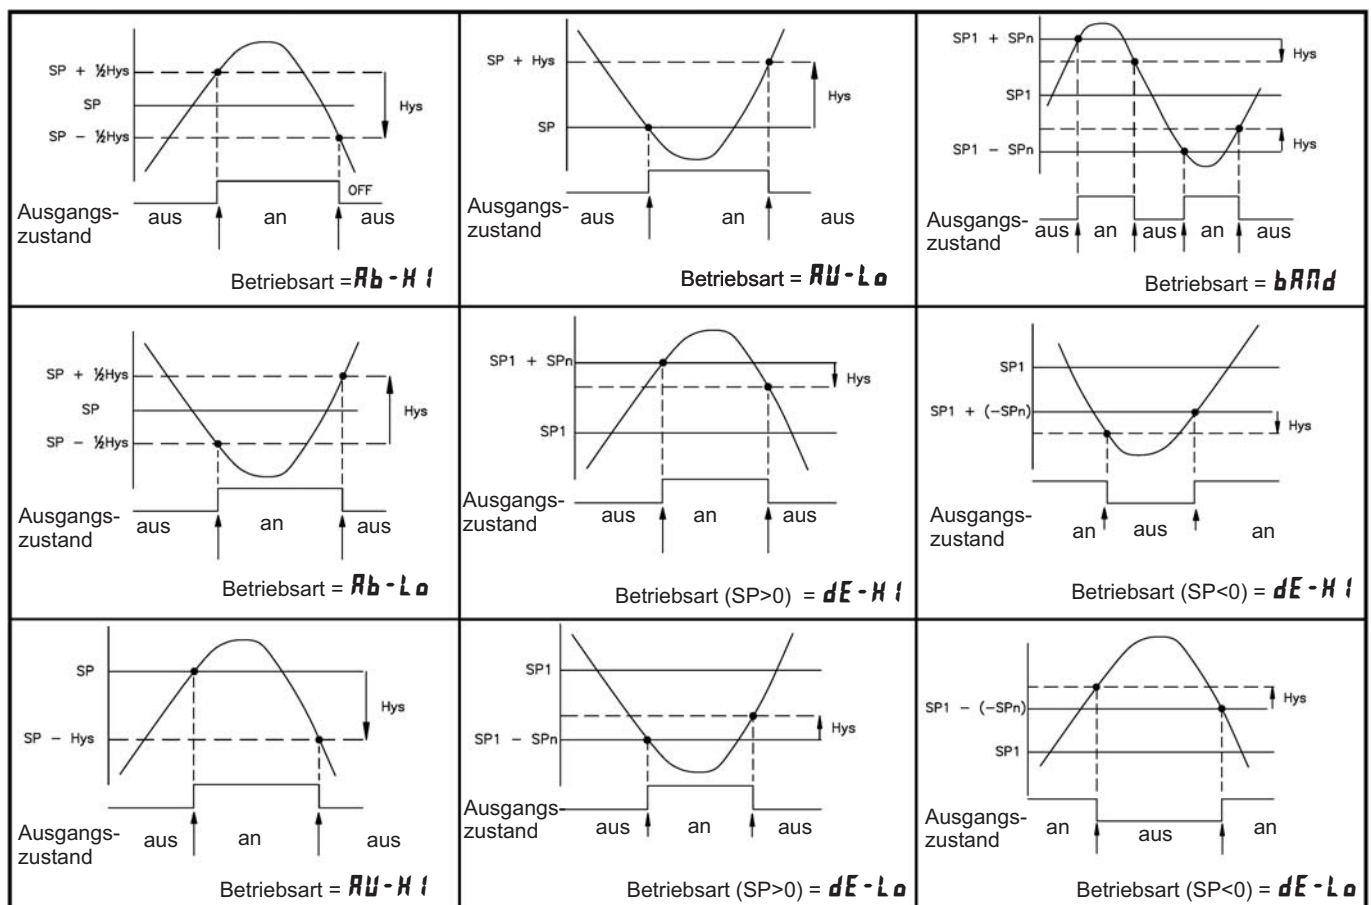 SP + ½Hys
SP
SP - ½Hys
Hys
OFF
Ausgangs-
zustand
aus an aus
Betriebsart = Ab-HI
SP + Hys
SP
Hys
aus an aus
Betriebsart = AU-Lo
SP1 + SPn
SP1
SP1 - SPn
Hys
Hys
Ausgangs-
zustand
aus an aus an aus
Betriebsart = bANd
SP + ½Hys
SP
SP - ½Hys
Hys
Ausgangs-
zustand
aus an aus
Betriebsart = Ab-Lo
SP1 + SPn
SP1
Hys
Ausgangs-
zustand
aus an aus
Betriebsart (SP>0) = dE-HI
SP1
SP1 + (-SPn)
Hys
Ausgangs-
zustand
an aus an
Betriebsart (SP<0) = dE-HI
SP
SP - Hys
Hys
Ausgangs-
zustand
aus an aus
Betriebsart = AU-HI
SP1
SP1 - SPn
Hys
Ausgangs-
zustand
aus an aus
Betriebsart (SP>0) = dE-Lo
SP1 - (-SPn)
SP1
Hys
Ausgangs-
zustand
an aus an
Betriebsart (SP<0) = dE-Lo